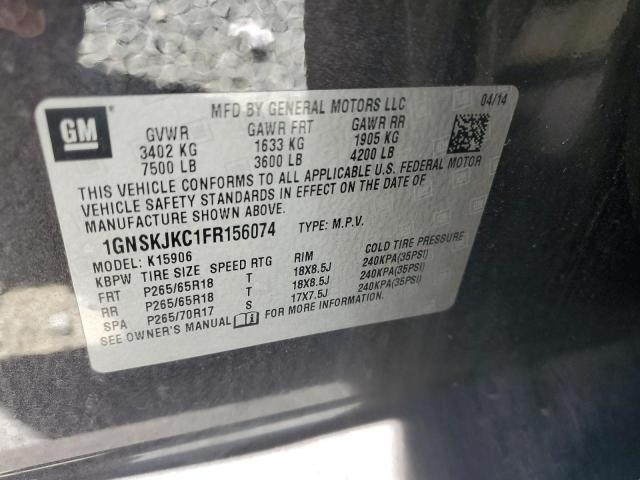 GM
MFD BY GENERAL MOTORS LLC 04/14
GVWR GAWR FRT GAWR RR
3402 KG 1633 KG 1905 KG
7500 LB 3600 LB 4200 LB
THIS VEHICLE CONFORMS TO ALL APPLICABLE U.S. FEDERAL MOTOR
VEHICLE SAFETY STANDARDS IN EFFECT ON THE DATE OF
MANUFACTURE SHOWN ABOVE.
1GNSKJKC1FR156074 TYPE: M.P.V.
MODEL: K15906
KBPW TIRE SIZE SPEED RTG RIM COLD TIRE PRESSURE
FRT P265/65R18 T 18X8.5J 240KPA(35PSI)
RR P265/65R18 T 18X8.5J 240KPA(35PSI)
SPA P265/70R17 S 17X7.5J 240KPA(35PSI)
SEE OWNER'S MANUAL FOR MORE INFORMATION.